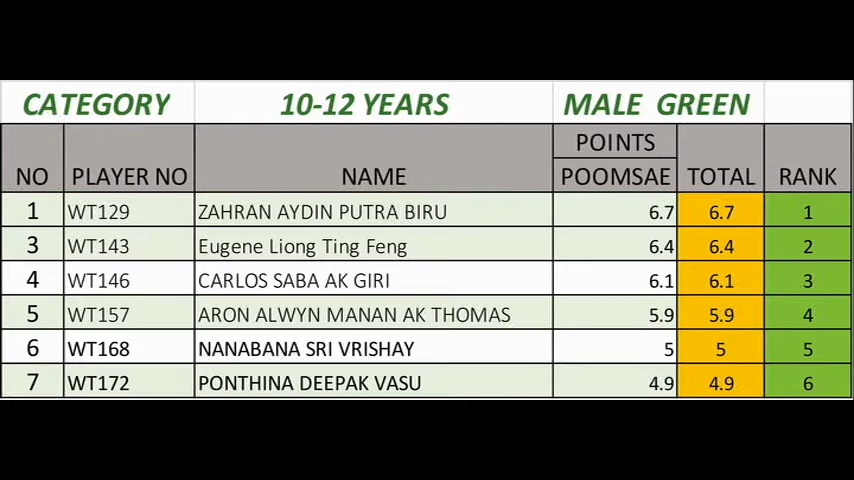 CATEGORY 10-12 YEARS MALE GREEN
POINTS
NO PLAYER NO NAME POOMSAE TOTAL RANK
1 WT129 ZAHRAN AYDIN PUTRA BIRU 6.7 6.7 1
3 WT143 Eugene Liong Ting Feng 6.4 6.4 2
4 WT146 CARLOS SABA AK GIRI 6.1 6.1 3
5 WT157 ARON ALWYN MANAN AK THOMAS 5.9 5.9 4
6 WT168 NANABANA SRI VRISHAY 5 5 5
7 WT172 PONTHINA DEEPAK VASU 4.9 4.9 6